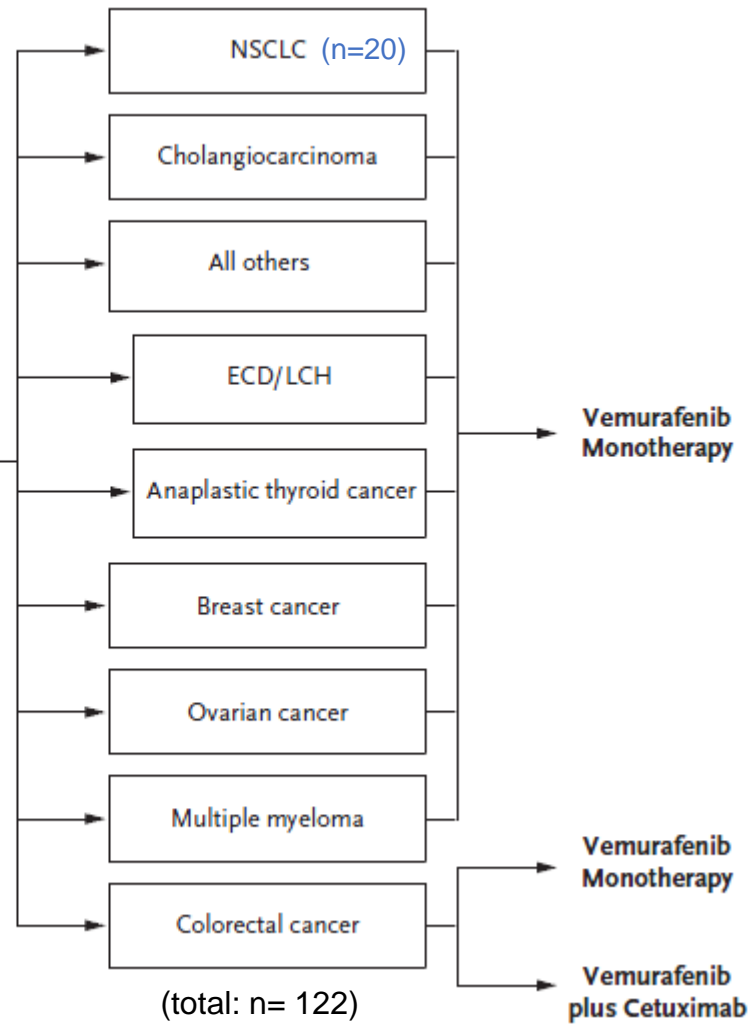 NSCLC (n=20)
Cholangiocarcinoma
All others
ECD/LCH
Vemurafenib
Monotherapy
Anaplastic thyroid cancer
Breast cancer
Ovarian cancer
Multiple myeloma
Vemurafenib
Monotherapy
Colorectal cancer
Vemurafenib
plus Cetuximab
(total: n= 122)